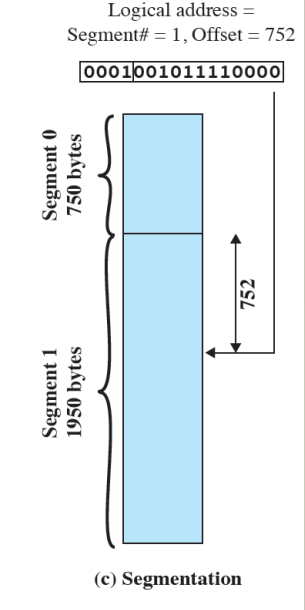 Logical address =
Segment# = 1, Offset = 752
0001001011110000
Segment 0
750 bytes
752
Segment 1
1950 bytes
(c) Segmentation